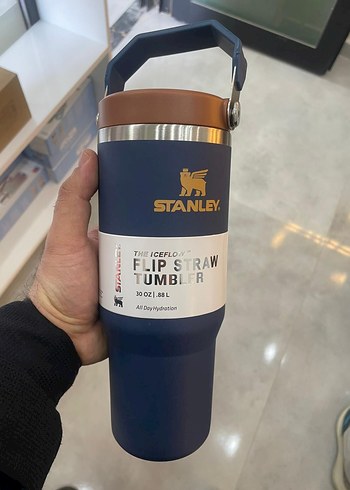 STANLEY.
STANLEY
THE ICEFLOW™
FLIP STRAW
TUMBLER
30 OZ | .88 L
All Day Hydration